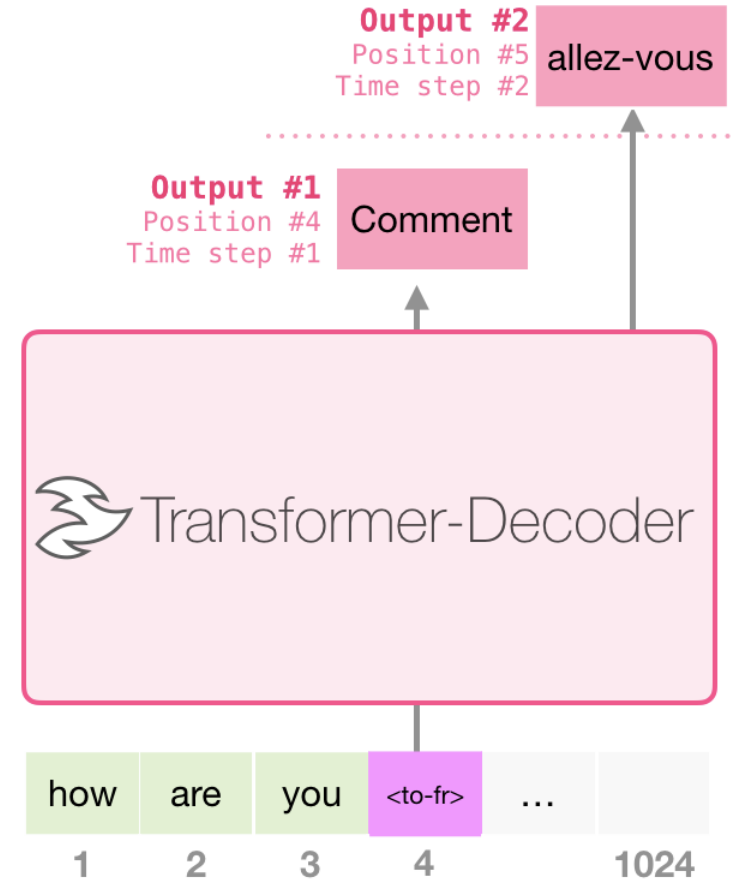 Output #2
Position #5
Time step #2
allez-vous
Output #1
Position #4
Time step #1
Comment
Transformer-Decoder
how are you <to-fr> ...
1 2 3 4 1024